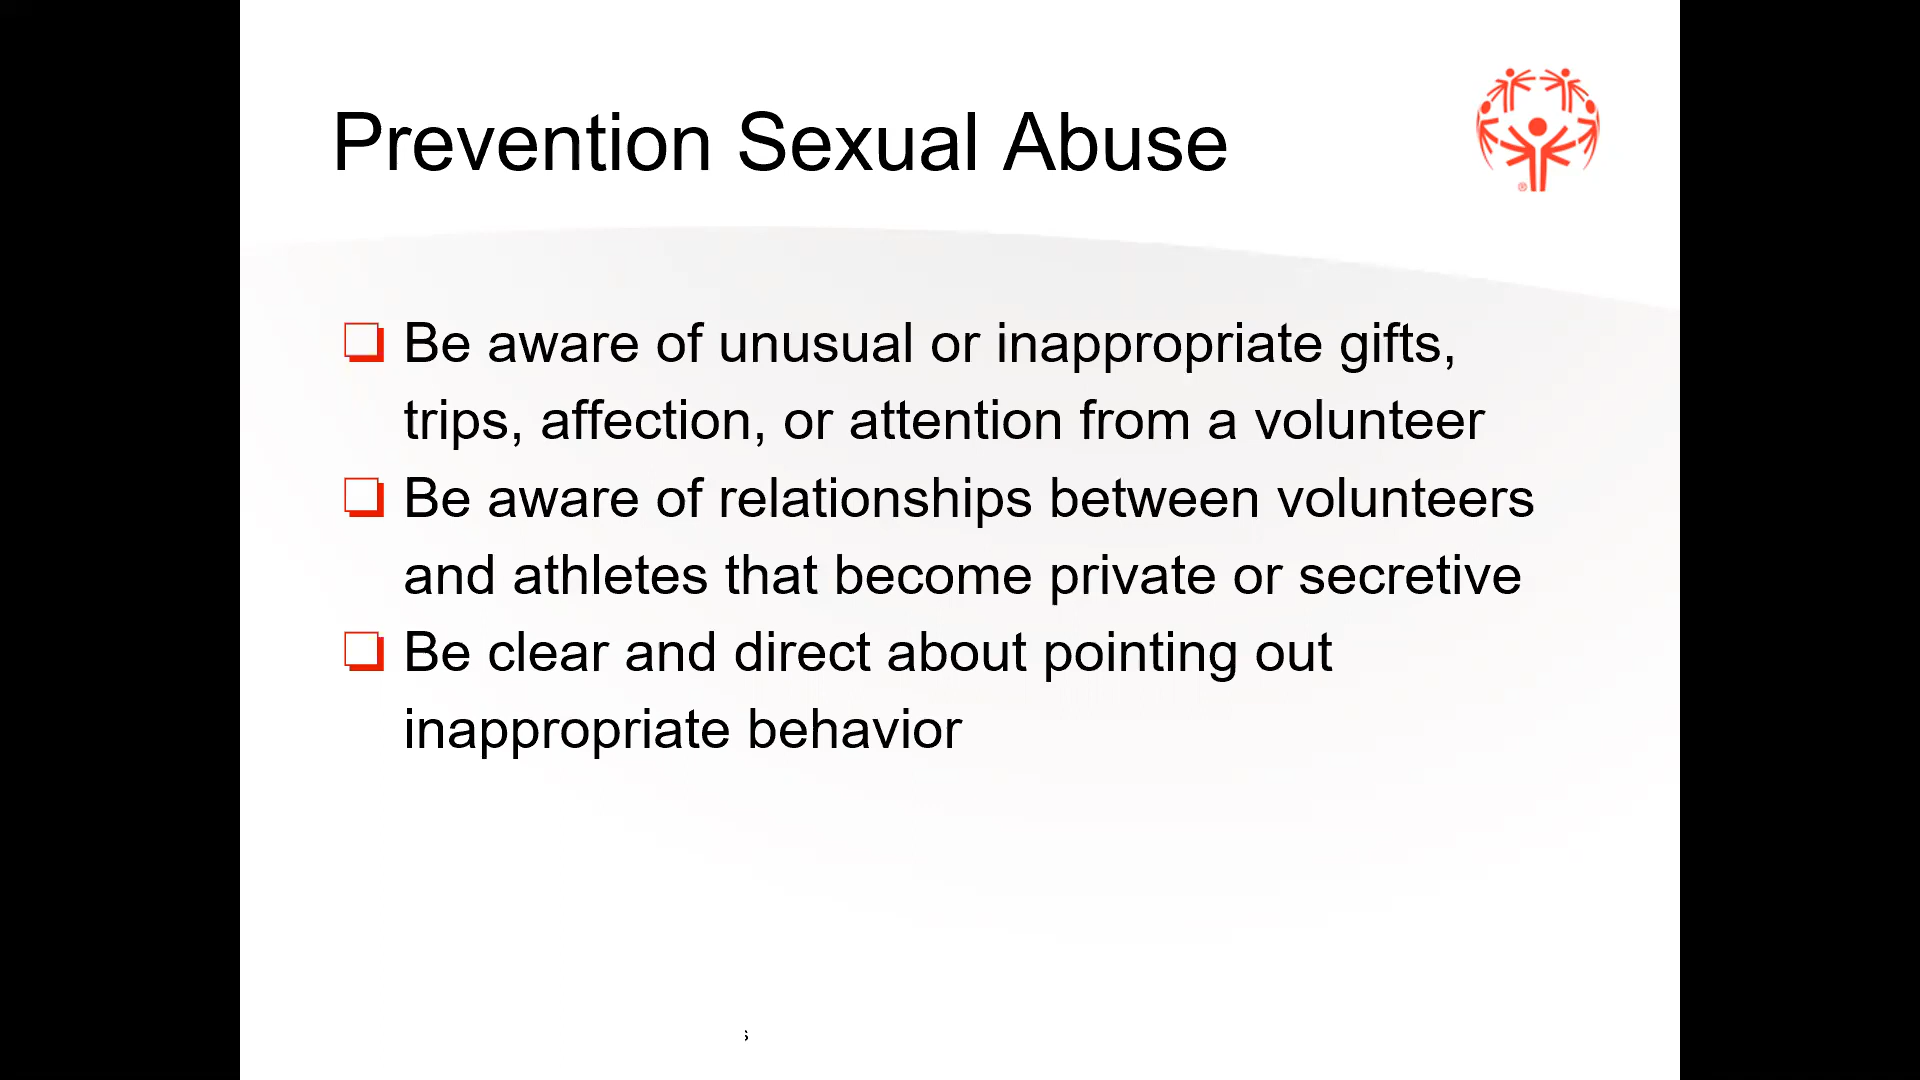 Prevention Sexual Abuse
®
Be aware of unusual or inappropriate gifts,
trips, affection, or attention from a volunteer
Be aware of relationships between volunteers
and athletes that become private or secretive
Be clear and direct about pointing out
inappropriate behavior